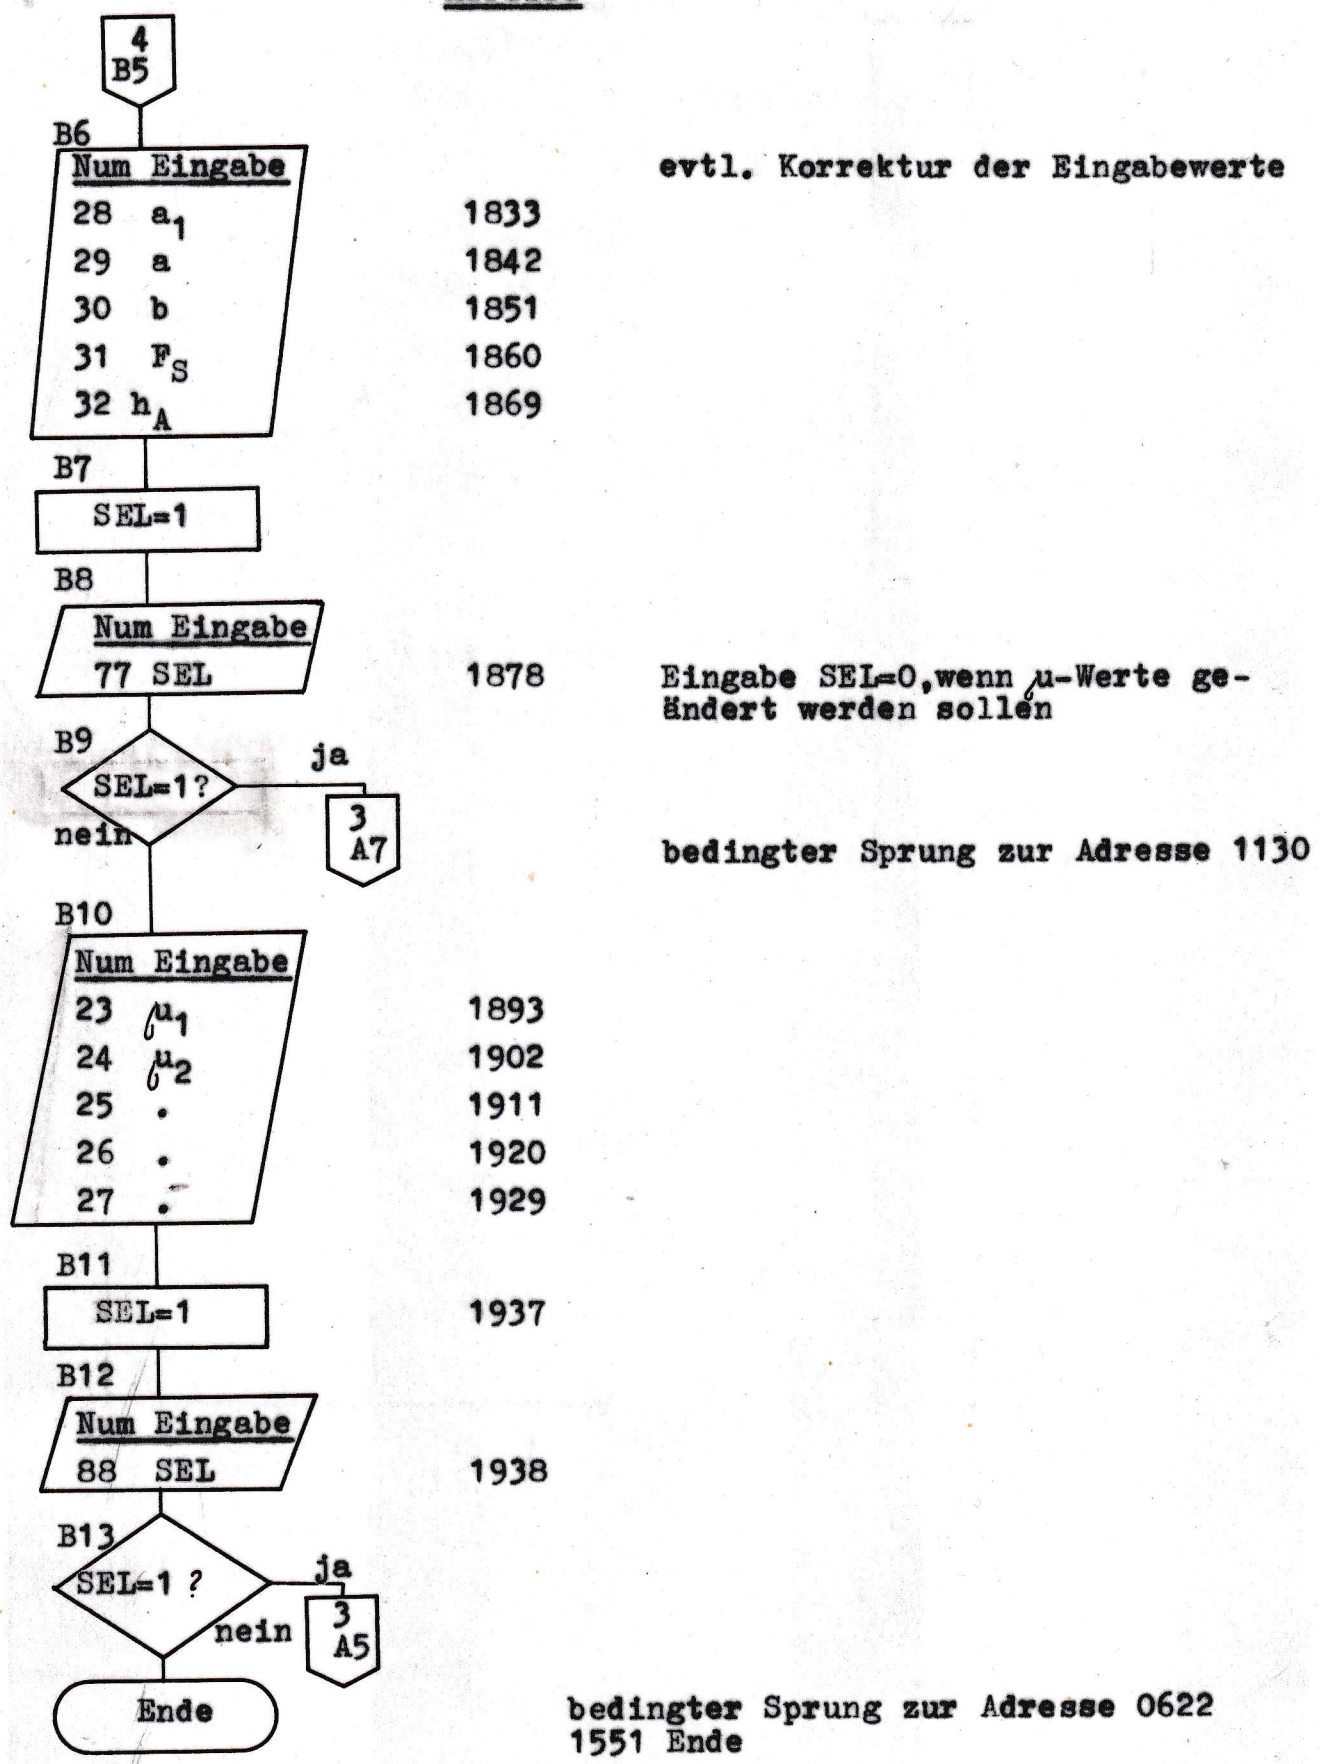 4
B5
B6
Num Eingabe
evtl. Korrektur der Eingabewerte
28 a1 1833
29 a 1842
30 b 1851
31 FS 1860
32 hA 1869
B7
SEL=1
B8
Num Eingabe
77 SEL 1878
Eingabe SEL=0,wenn µ-Werte ge-
ändert werden sollen
B9
ja
SEL=1?
nein
3
A7
bedingter Sprung zur Adresse 1130
B10
Num Eingabe
23 µ1 1893
24 µ2 1902
25 . 1911
26 . 1920
27 . 1929
B11
SEL=1 1937
B12
Num Eingabe
88 SEL 1938
B13
ja
SEL=1 ?
nein
3
A5
Ende
bedingter Sprung zur Adresse 0622
1551 Ende